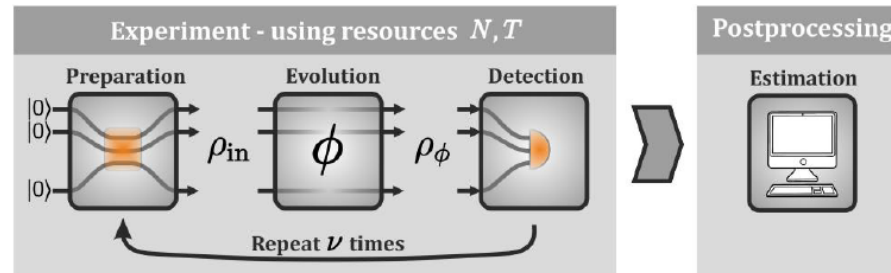 Experiment - using resources N, T
Postprocessing
Preparation
Evolution
Detection
Estimation
|0⟩
|0⟩
|0⟩
ρin
ϕ
ρϕ
Repeat ν times